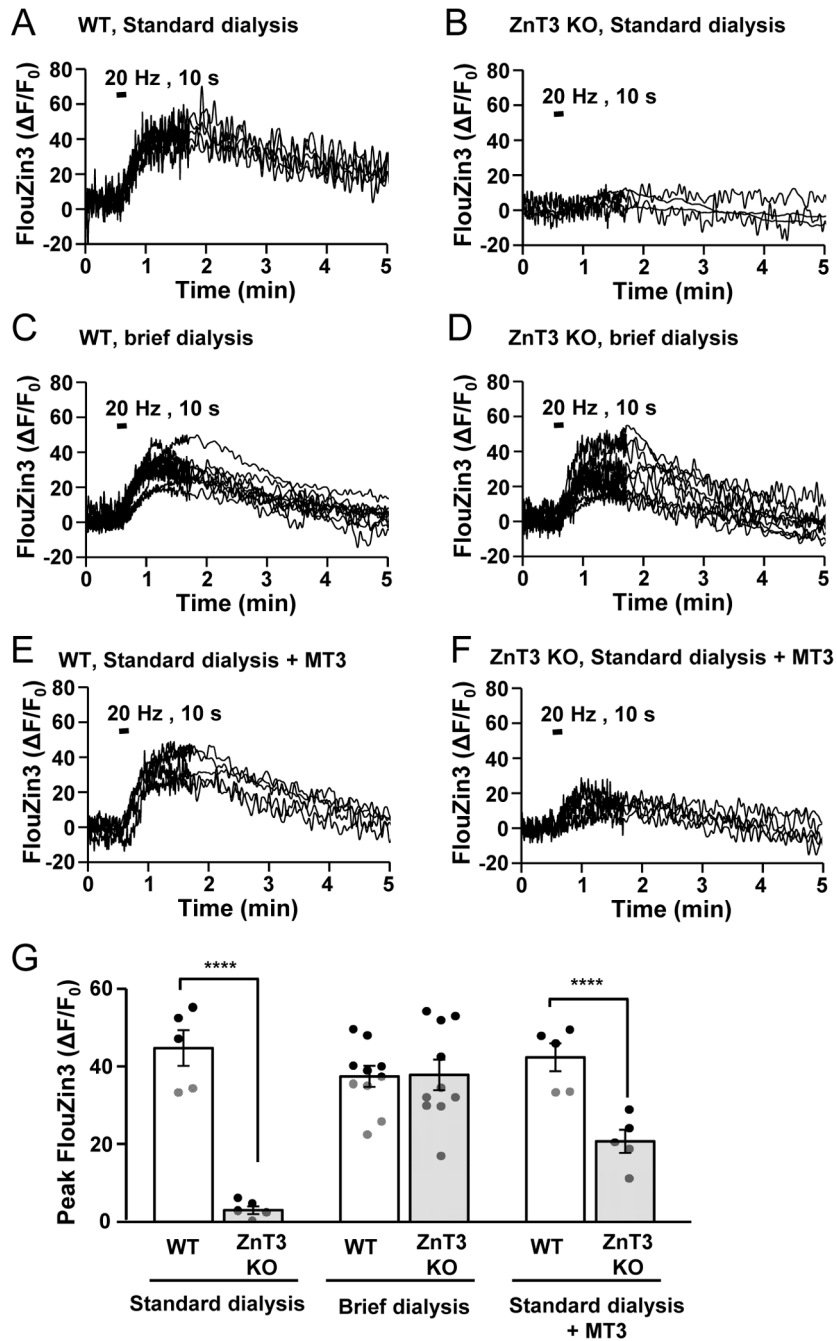 A
WT, Standard dialysis
FlouZin3 (ΔF/F₀)
80
60
40
20
0
-20
20 Hz , 10 s
0 1 2 3 4 5
Time (min)
B
ZnT3 KO, Standard dialysis
FlouZin3 (ΔF/F₀)
80
60
40
20
0
-20
20 Hz, 10 s
0 1 2 3 4 5
Time (min)
C
WT, brief dialysis
FlouZin3 (ΔF/F₀)
80
60
40
20
0
-20
20 Hz , 10 s
0 1 2 3 4 5
Time (min)
D
ZnT3 KO, brief dialysis
FlouZin3 (ΔF/F₀)
80
60
40
20
0
-20
20 Hz , 10 s
0 1 2 3 4 5
Time (min)
E
WT, Standard dialysis + MT3
FlouZin3 (ΔF/F₀)
80
60
40
20
0
-20
20 Hz , 10 s
0 1 2 3 4 5
Time (min)
F
ZnT3 KO, Standard dialysis + MT3
FlouZin3 (ΔF/F₀)
80
60
40
20
0
-20
20 Hz , 10 s
0 1 2 3 4 5
Time (min)
G
Peak FlouZin3 (ΔF/F₀)
60
40
20
0
****
****
WT
ZnT3
KO
WT
ZnT3
KO
WT
ZnT3
KO
Standard dialysis
Brief dialysis
Standard dialysis
+ MT3